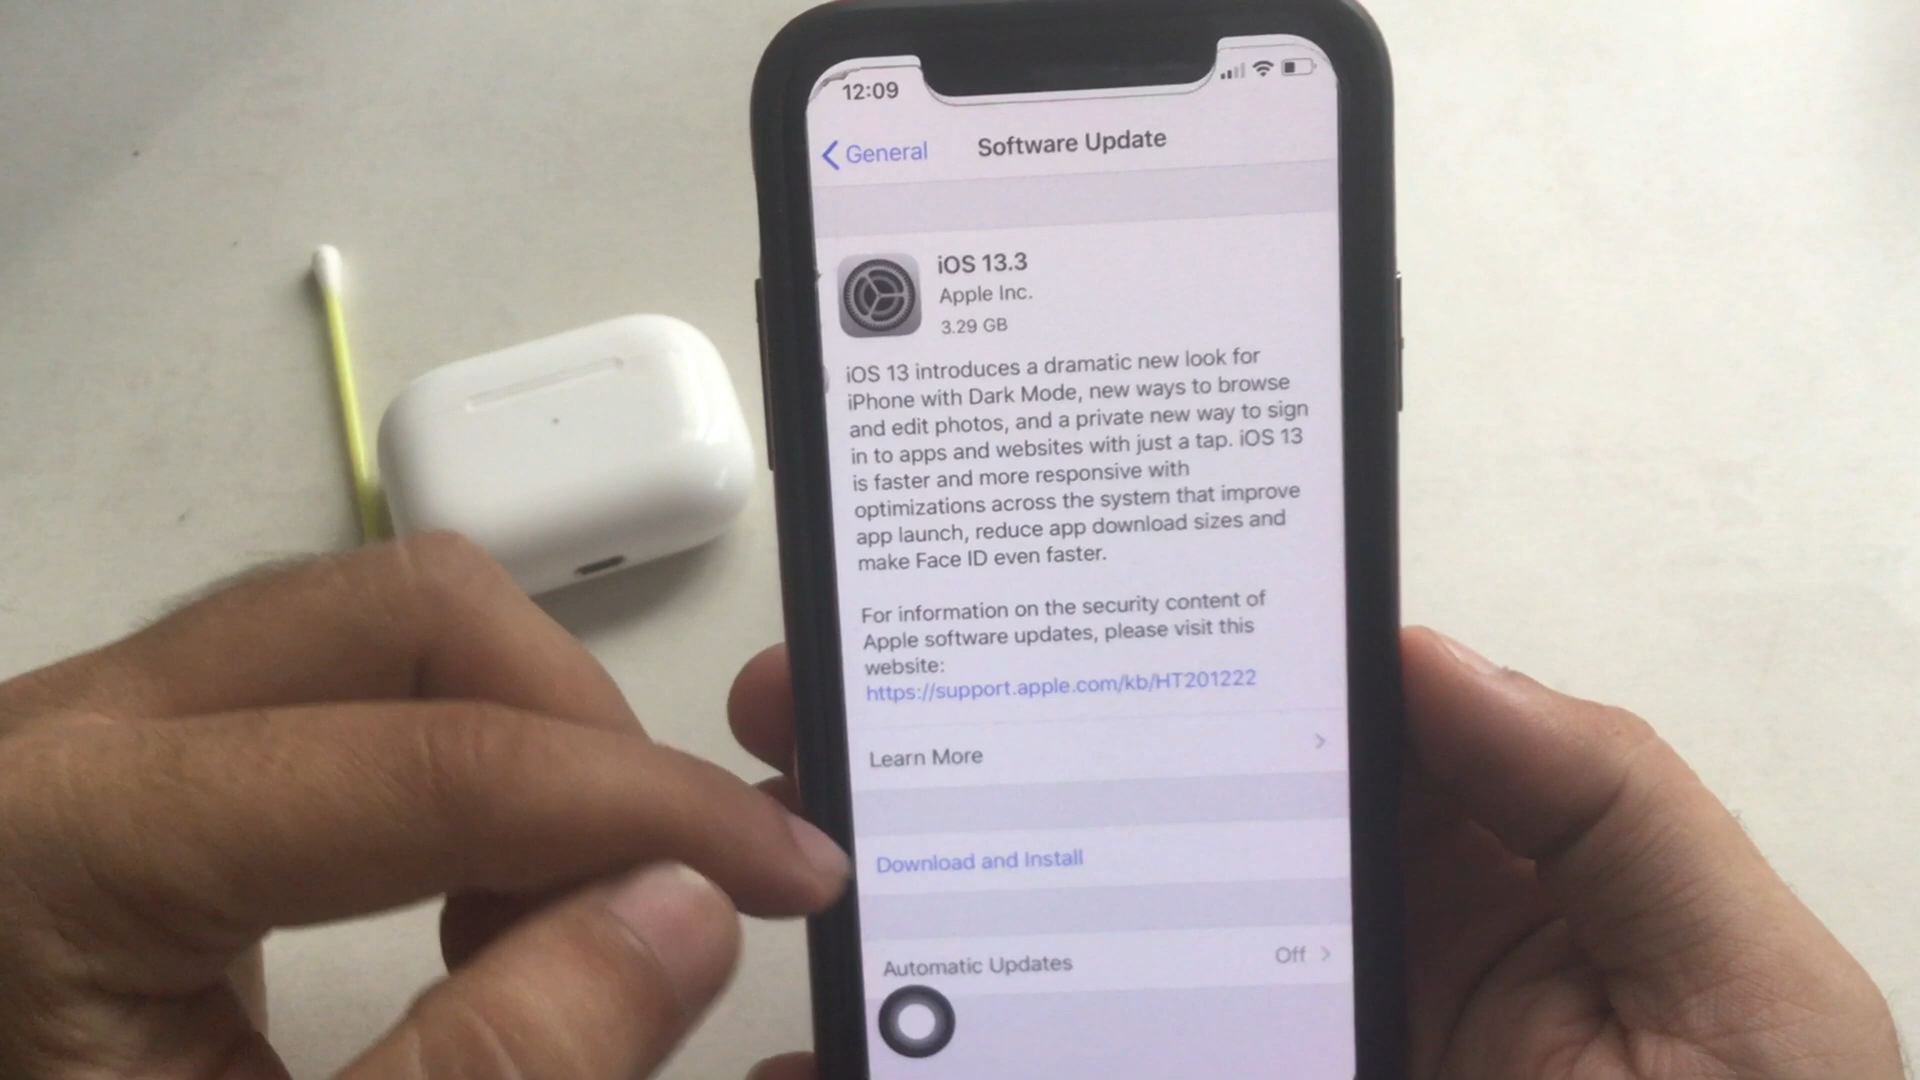 12:09
General
Software Update
iOS 13.3
Apple Inc.
3.29 GB
iOS 13 introduces a dramatic new look for
iPhone with Dark Mode, new ways to browse
and edit photos, and a private new way to sign
in to apps and websites with just a tap. iOS 13
is faster and more responsive with
optimizations across the system that improve
app launch, reduce app download sizes and
make Face ID even faster.
For information on the security content of
Apple software updates, please visit this
website:
https://support.apple.com/kb/HT201222
Learn More
Download and Install
Automatic Updates Off